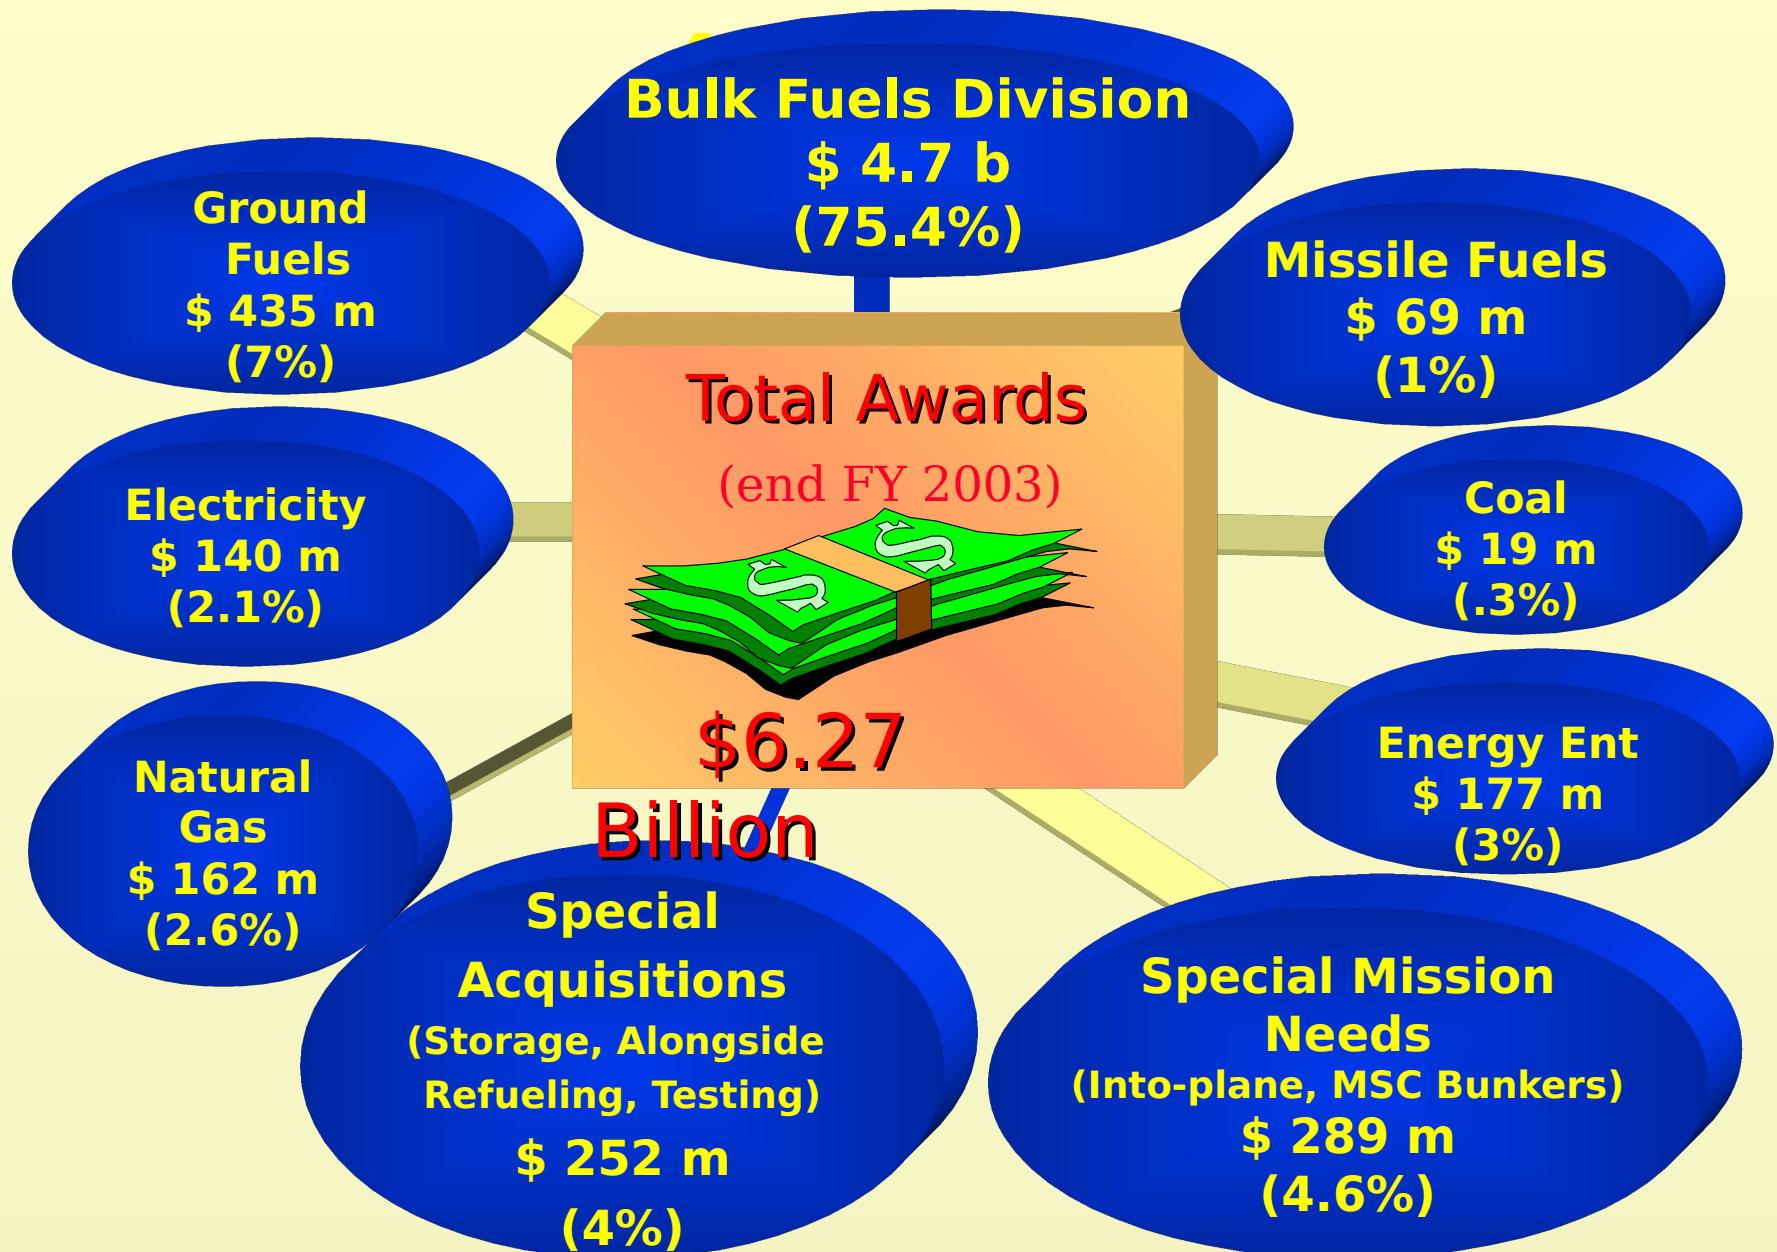 Bulk Fuels Division
$ 4.7 b
(75.4%)
Ground
Fuels
$ 435 m
(7%)
Missile Fuels
$ 69 m
(1%)
Total Awards
(end FY 2003)
$6.27
Billion
Electricity
$ 140 m
(2.1%)
Coal
$ 19 m
(.3%)
Natural
Gas
$ 162 m
(2.6%)
Energy Ent
$ 177 m
(3%)
Special
Acquisitions
(Storage, Alongside
Refueling, Testing)
$ 252 m
(4%)
Special Mission
Needs
(Into-plane, MSC Bunkers)
$ 289 m
(4.6%)